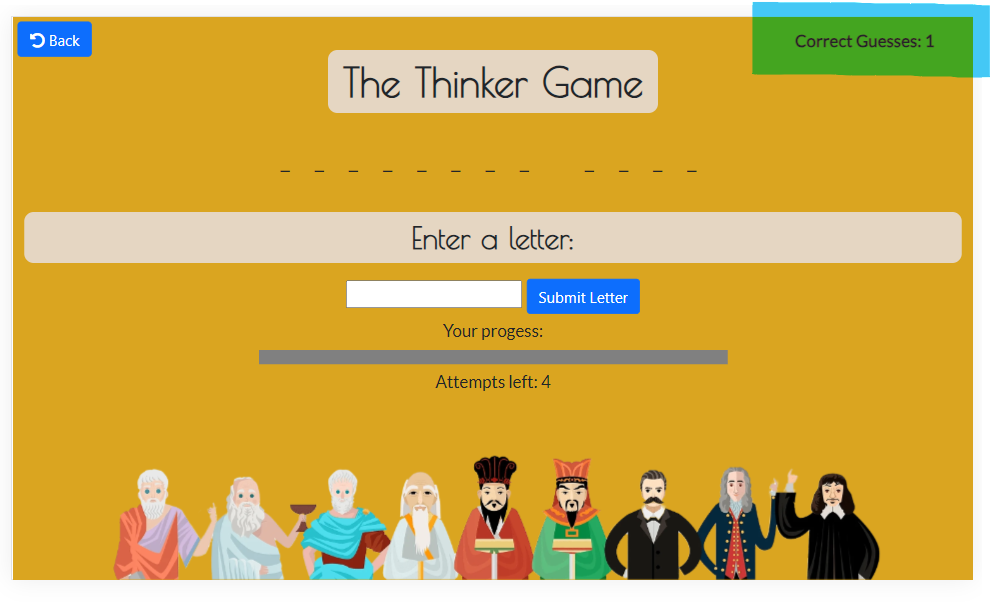 Back
Correct Guesses: 1
The Thinker Game
_ _ _ _ _ _ _ _  _ _ _ _
Enter a letter:
Submit Letter
Your progess:
Attempts left: 4